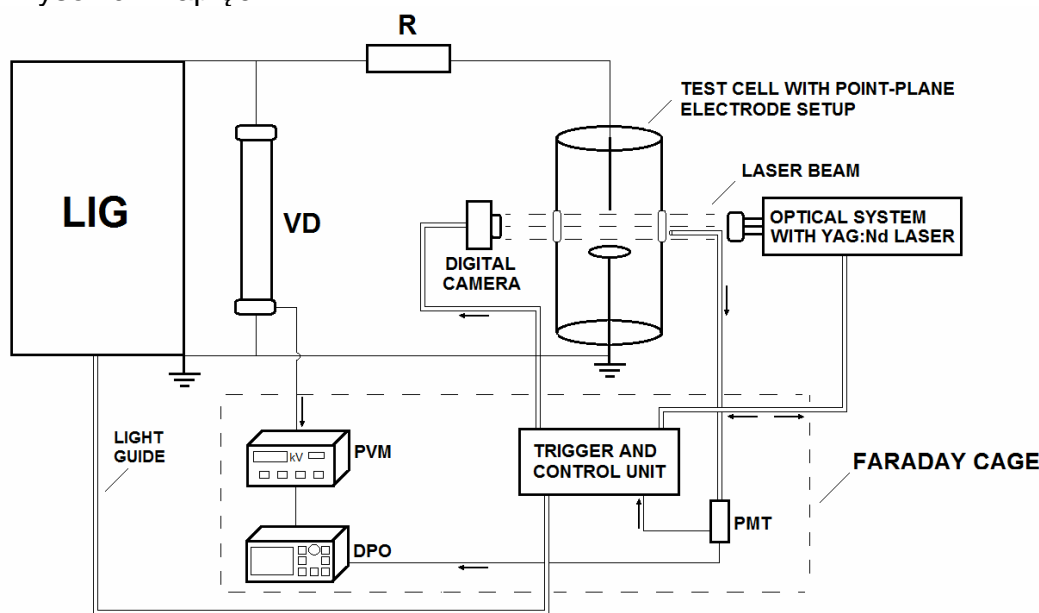 R
TEST CELL WITH POINT-PLANE
ELECTRODE SETUP
LASER BEAM
LIG
VD
OPTICAL SYSTEM
WITH YAG:Nd LASER
DIGITAL
CAMERA
LIGHT
GUIDE
kV
PVM
TRIGGER AND
CONTROL UNIT
FARADAY CAGE
PMT
DPO